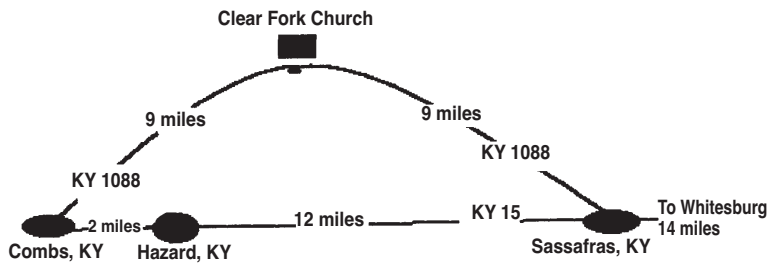 Clear Fork Church
9 miles
9 miles
KY 1088
KY 1088
2 miles
12 miles
KY 15
To Whitesburg
14 miles
Combs, KY
Hazard, KY
Sassafras, KY